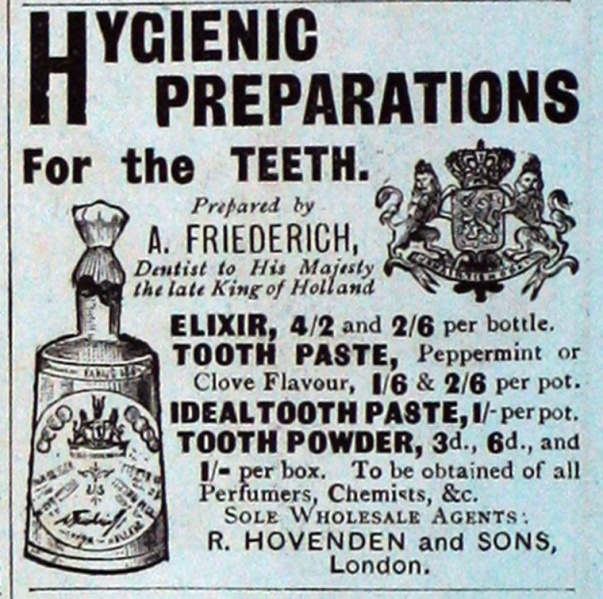 HYGIENIC
PREPARATIONS
For the TEETH.
Prepared by
A. FRIEDERICH,
Dentist to His Majesty
the late King of Holland
ELIXIR, 4/2 and 2/6 per bottle.
TOOTH PASTE, Peppermint or
Clove Flavour, 1/6 & 2/6 per pot.
IDEAL TOOTH PASTE, 1/- per pot.
TOOTH POWDER, 3d., 6d., and
1/- per box. To be obtained of all
Perfumers, Chemists, &c.
SOLE WHOLESALE AGENTS:
R. HOVENDEN and SONS,
London.